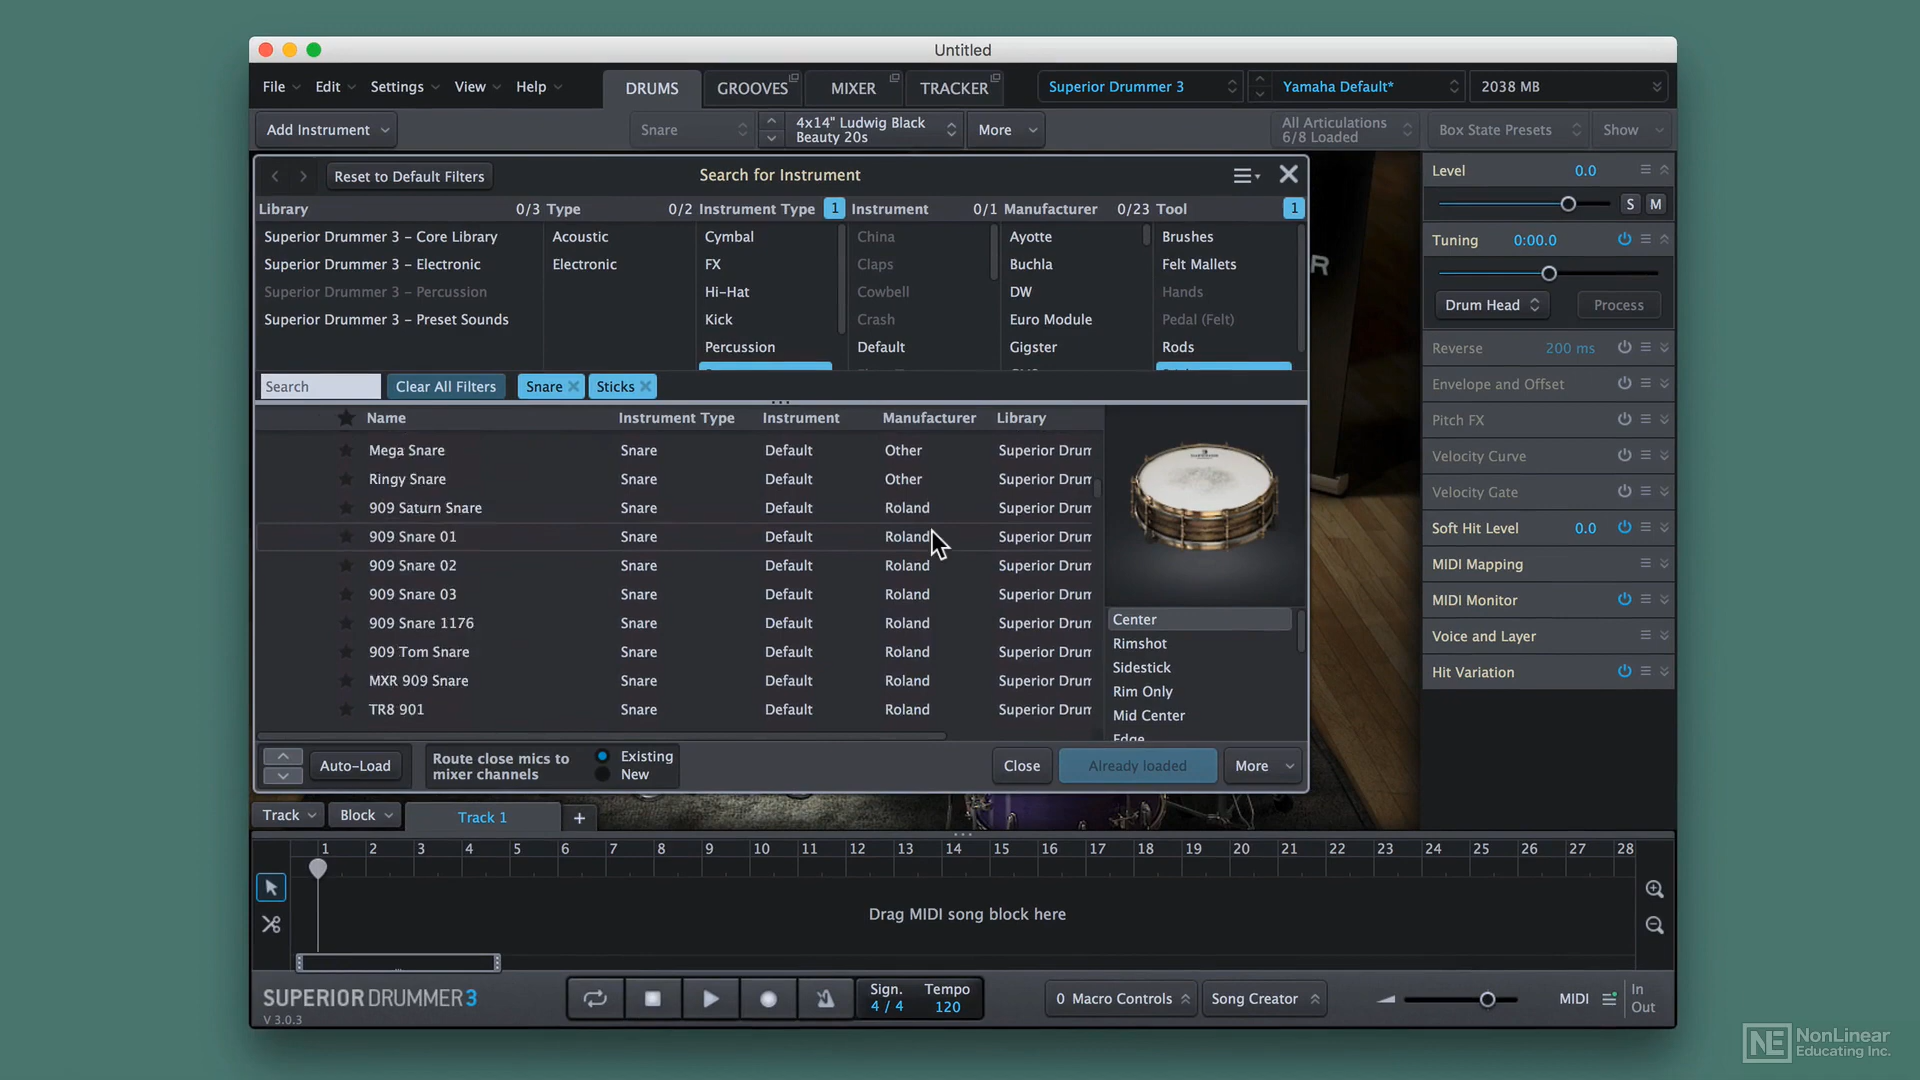 Untitled
File Edit Settings View Help DRUMS GROOVES MIXER TRACKER Superior Drummer 3 Yamaha Default* 2038 MB
Add Instrument Snare 4x14" Ludwig Black Beauty 20s More All Articulations 6/8 Loaded Box State Presets Show
Reset to Default Filters Search for Instrument
Library 0/3 Type 0/2 Instrument Type 1 Instrument 0/1 Manufacturer 0/23 Tool 1
Superior Drummer 3 – Core Library Acoustic Cymbal China Ayotte Brushes
Superior Drummer 3 – Electronic Electronic FX Claps Buchla Felt Mallets
Superior Drummer 3 – Percussion Hi-Hat Cowbell DW Hands
Superior Drummer 3 – Preset Sounds Kick Crash Euro Module Pedal (Felt)
Percussion Default Gigster Rods
Search Clear All Filters Snare Sticks
Name Instrument Type Instrument Manufacturer Library
Mega Snare Snare Default Other Superior Drum
Ringy Snare Snare Default Other Superior Drum
909 Saturn Snare Snare Default Roland Superior Drum
909 Snare 01 Snare Default Roland Superior Drum
909 Snare 02 Snare Default Roland Superior Drum
909 Snare 03 Snare Default Roland Superior Drum
909 Snare 1176 Snare Default Roland Superior Drum
909 Tom Snare Snare Default Roland Superior Drum
MXR 909 Snare Snare Default Roland Superior Drum
TR8 901 Snare Default Roland Superior Drum
Center
Rimshot
Sidestick
Rim Only
Mid Center
Edge
Auto-Load Route close mics to mixer channels Existing New Close Already loaded More
Level 0.0
S M
Tuning 0:00.0
Drum Head Process
Reverse 200 ms
Envelope and Offset
Pitch FX
Velocity Curve
Velocity Gate
Soft Hit Level 0.0
MIDI Mapping
MIDI Monitor
Voice and Layer
Hit Variation
Track Block Track 1 +
1 2 3 4 5 6 7 8 9 10 11 12 13 14 15 16 17 18 19 20 21 22 23 24 25 26 27 28
Drag MIDI song block here
SUPERIOR DRUMMER 3
V 3.0.3
Sign. 4 / 4 Tempo 120
0 Macro Controls Song Creator MIDI In Out
NE NonLinear
Educating Inc.